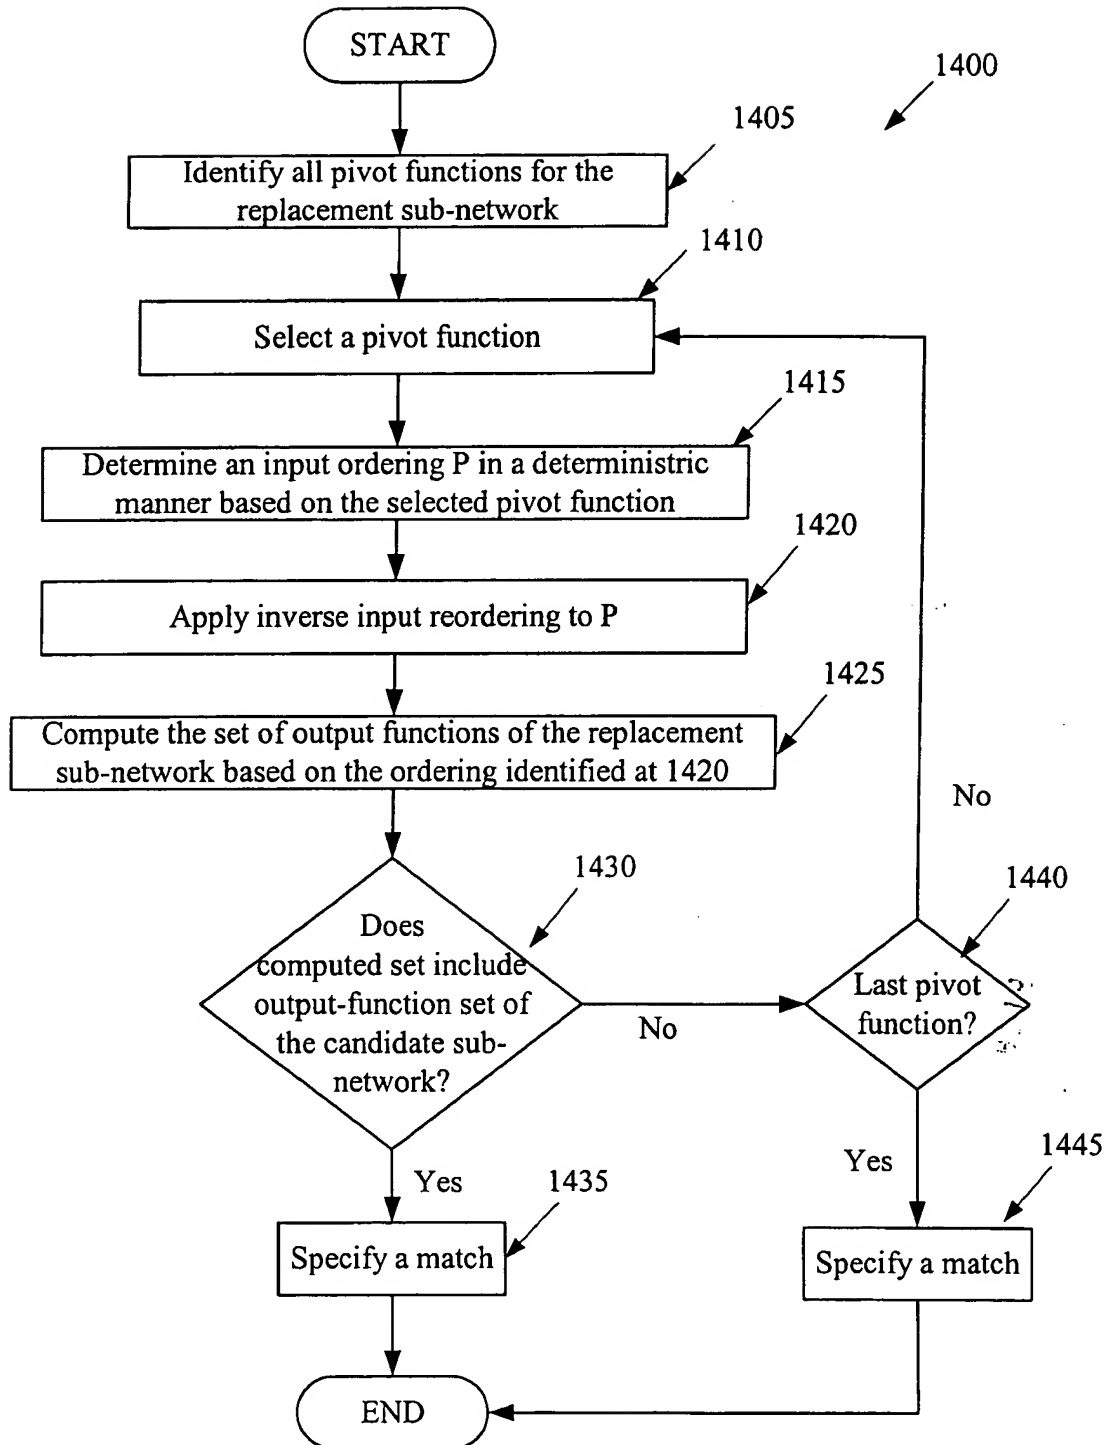 START
1400
1405
Identify all pivot functions for the
replacement sub-network
1410
Select a pivot function
1415
Determine an input ordering P in a deterministric
manner based on the selected pivot function
1420
Apply inverse input reordering to P
1425
Compute the set of output functions of the replacement
sub-network based on the ordering identified at 1420
No
1430
1440
Does
computed set include
output-function set of
the candidate sub-
network?
No
Last pivot
function?
Yes
1435
Yes
1445
Specify a match
Specify a match
END